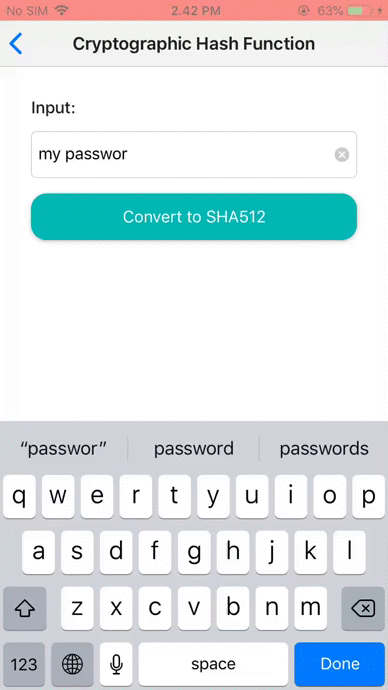 No SIM 2.42 PM 63%
Cryptographic Hash Function
Input:
my passwor
Convert to SHA512
“passwor” password passwords
q w e r t y u i o p
a s d f g h j k l
z x c v b n m
123 space Done